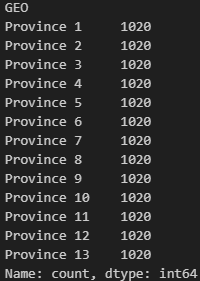 GEO
Province 1     1020
Province 2     1020
Province 3     1020
Province 4     1020
Province 5     1020
Province 6     1020
Province 7     1020
Province 8     1020
Province 9     1020
Province 10    1020
Province 11    1020
Province 12    1020
Province 13    1020
Name: count, dtype: int64